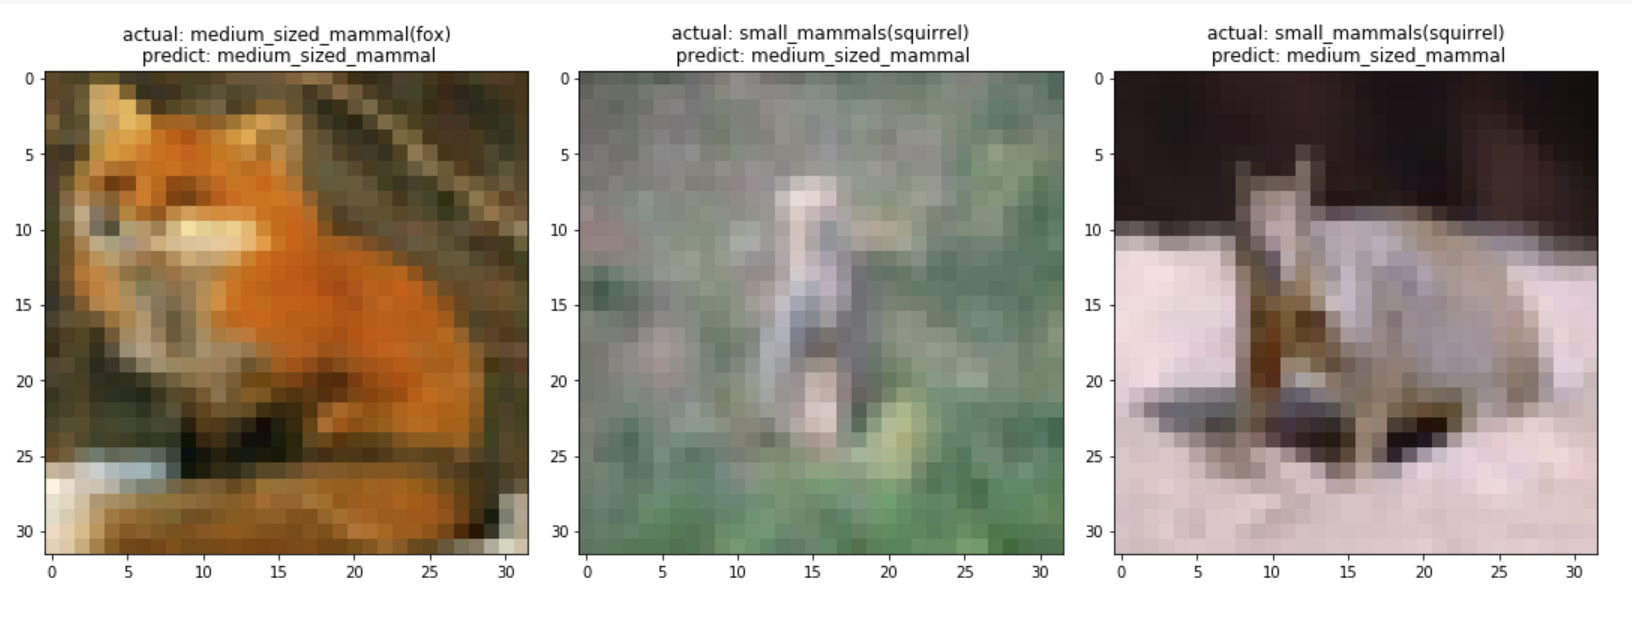 actual: medium_sized_mammal(fox)
predict: medium_sized_mammal
0
5
10
15
20
25
30
0 5 10 15 20 25 30
actual: small_mammals(squirrel)
predict: medium_sized_mammal
0
5
10
15
20
25
30
0 5 10 15 20 25 30
actual: small_mammals(squirrel)
predict: medium_sized_mammal
0
5
10
15
20
25
30
0 5 10 15 20 25 30